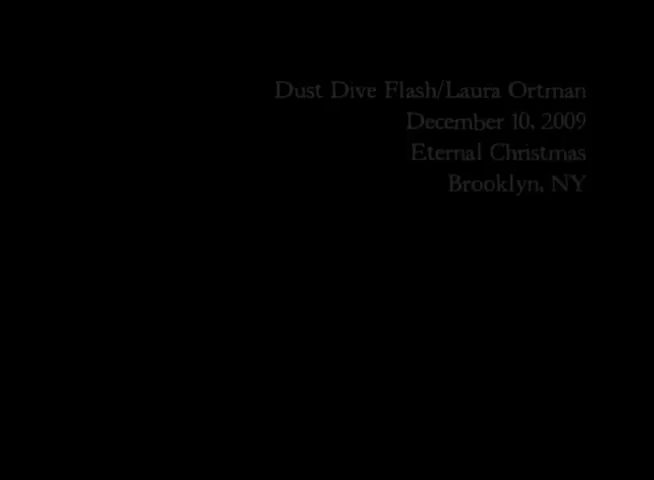 Dust Dive Flash/Laura Ortman
December 10, 2009
Eternal Christmas
Brooklyn, NY